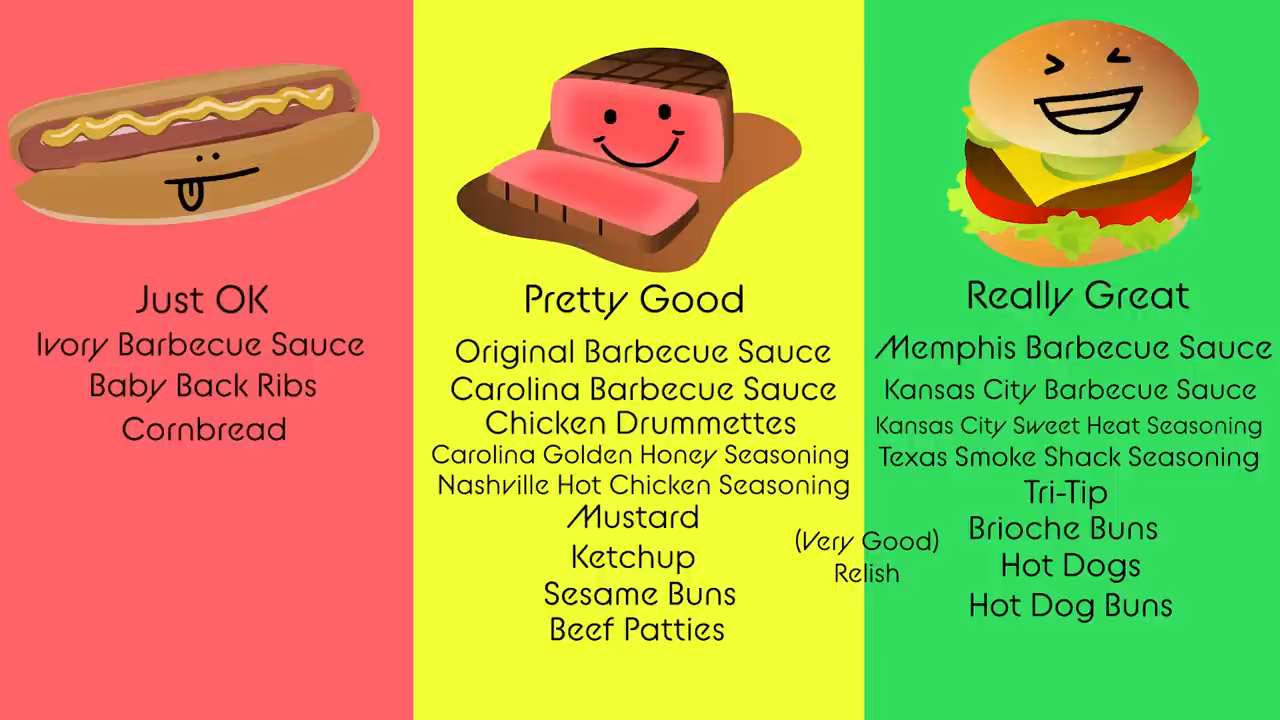 Just OK
Ivory Barbecue Sauce
Baby Back Ribs
Cornbread
Pretty Good
Original Barbecue Sauce
Carolina Barbecue Sauce
Chicken Drummettes
Carolina Golden Honey Seasoning
Nashville Hot Chicken Seasoning
Mustard
Ketchup
Sesame Buns
Beef Patties
(Very Good)
Relish
Really Great
Memphis Barbecue Sauce
Kansas City Barbecue Sauce
Kansas City Sweet Heat Seasoning
Texas Smoke Shack Seasoning
Tri-Tip
Brioche Buns
Hot Dogs
Hot Dog Buns